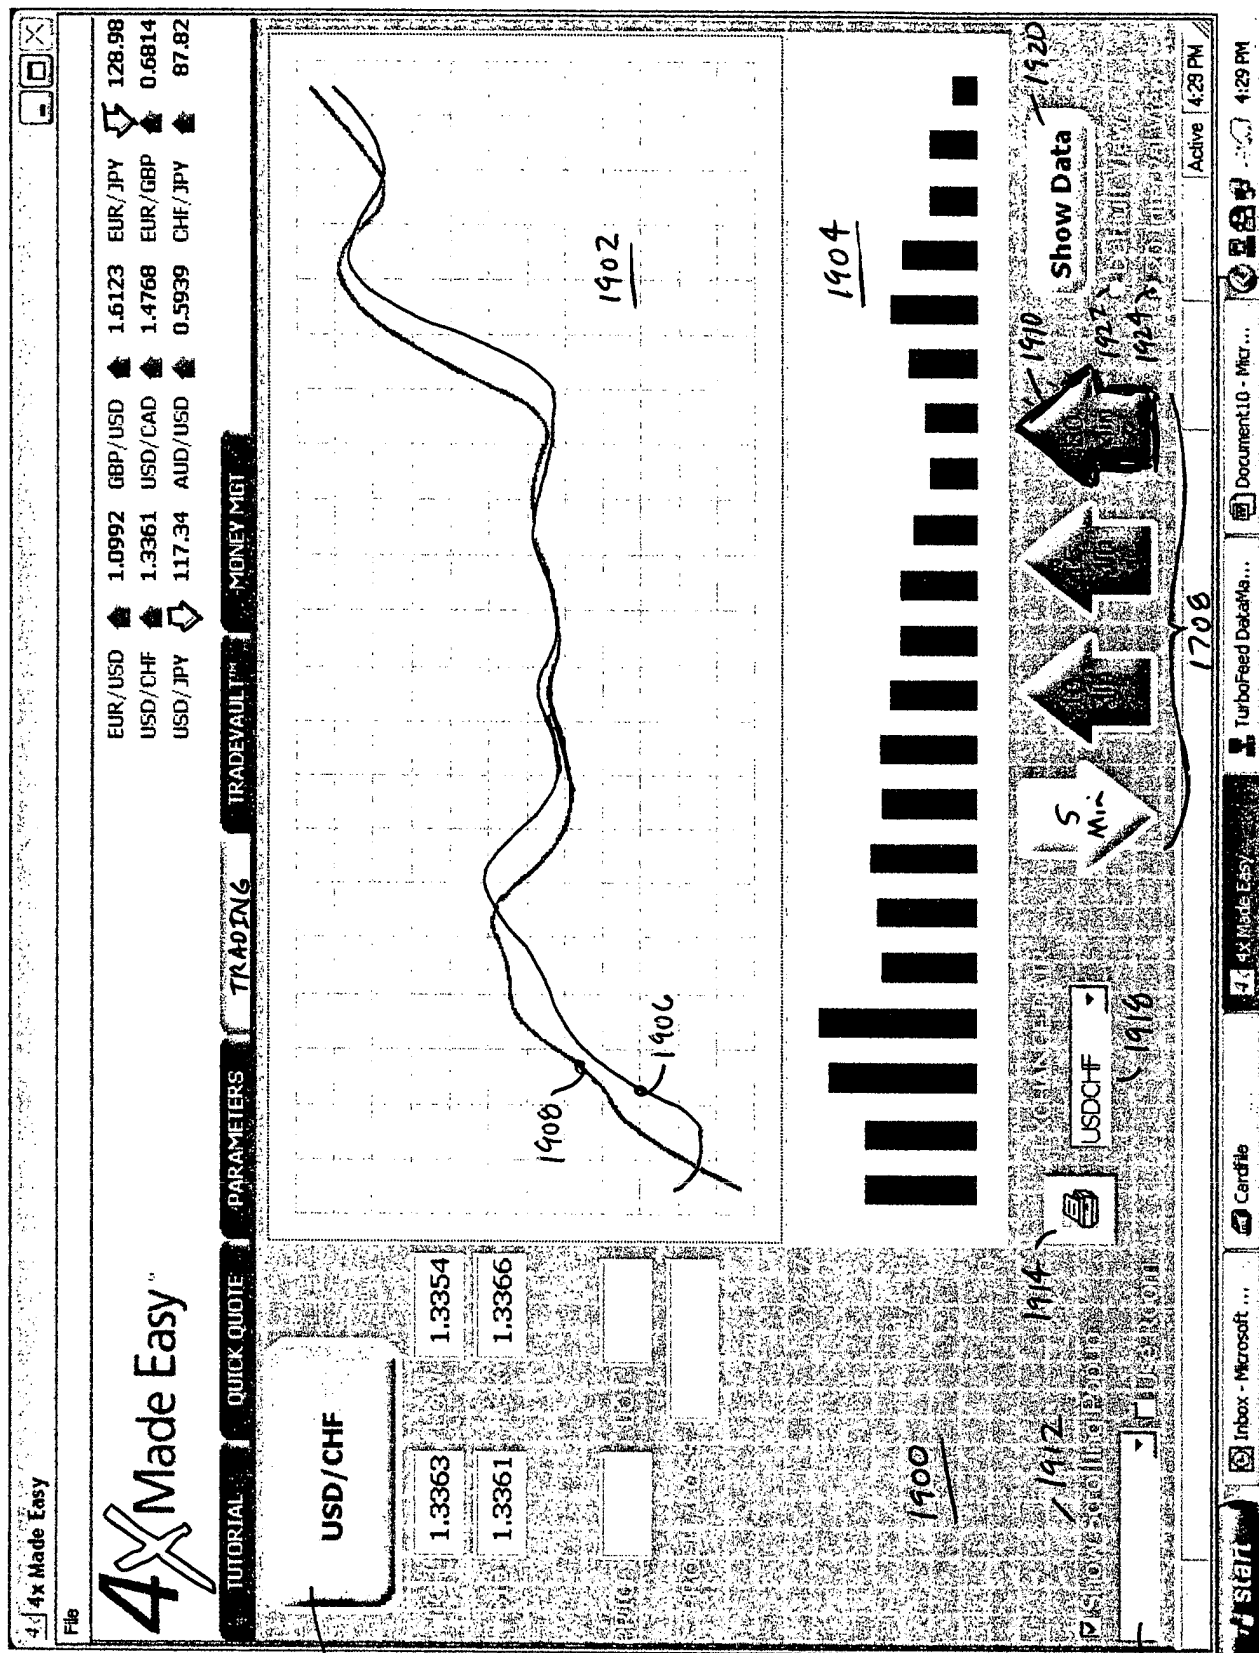 4x Made Easy
File
4X Made Easy
EUR/USD 1.0992 GBP/USD 1.6123 EUR/JPY 128.98
USD/CHF 1.3361 USD/CAD 1.4768 EUR/GBP 0.6814
USD/JPY 117.34 AUD/USD 0.5939 CHF/JPY 87.82
TUTORIAL QUICK QUOTE PARAMETERS TRADING TRADEVAULT™ MONEY MGT
USD/CHF
1.3363 1.3354
1.3361 1.3366
1908
1906
1902
1904
1900
1912
1914
1918
1910
1920
1922
1924
1708
USDCHF
5
Min
Show Data
Active 4:29 PM
Start
Inbox - Microsoft ...
Cardfile
4x Made Easy
TurboFeed DataMa...
Document10 - Micr...
4:29 PM